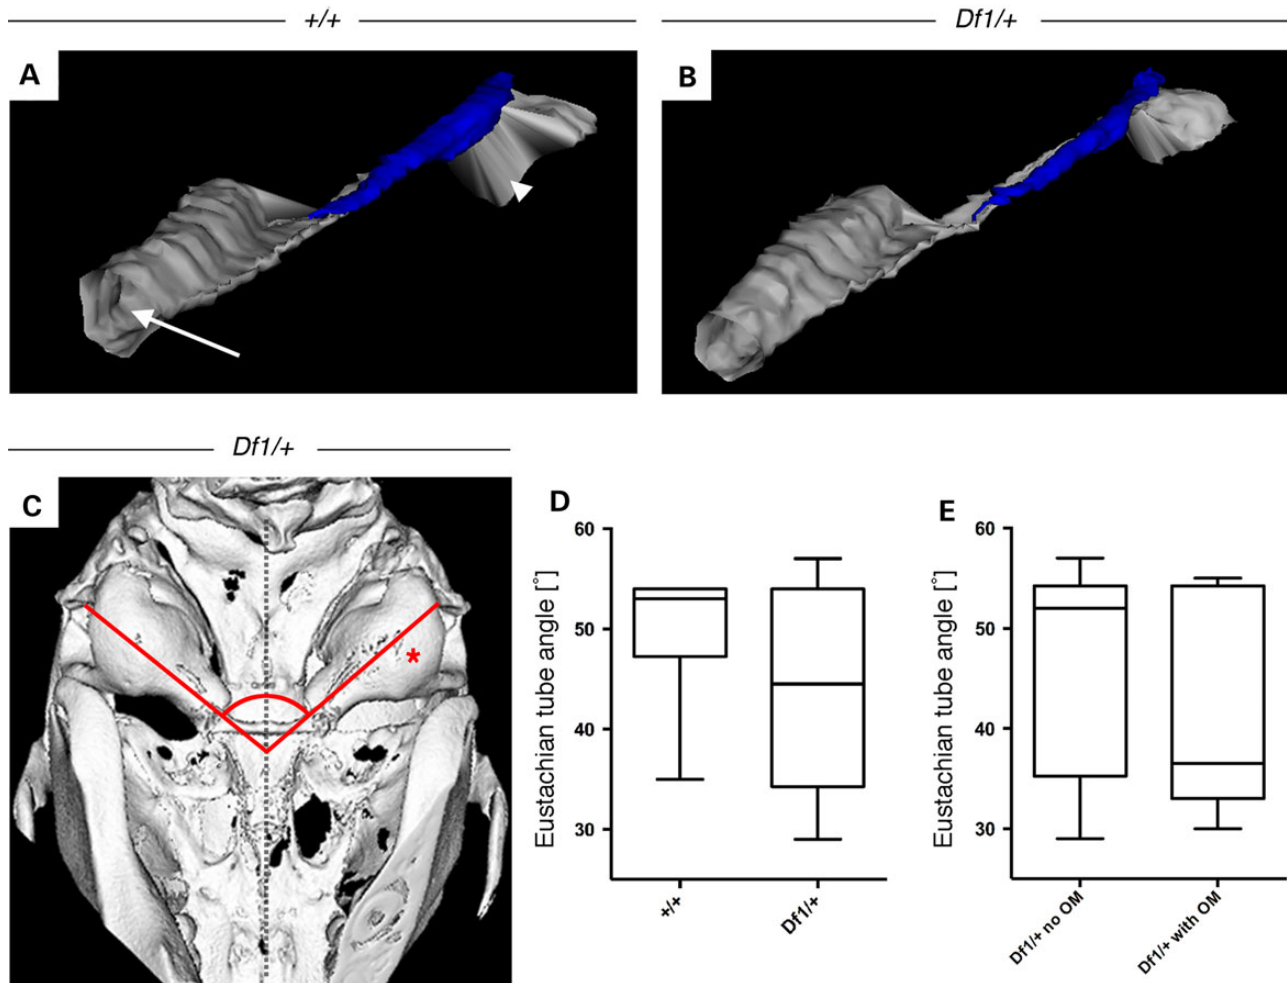 +/+
Df1/+
A
B
Df1/+
C
*
D
Eustachian tube angle [°]
60
50
40
30
+/+
Df1/+
E
Eustachian tube angle [°]
60
50
40
30
Df1/+ no OM
Df1/+ with OM